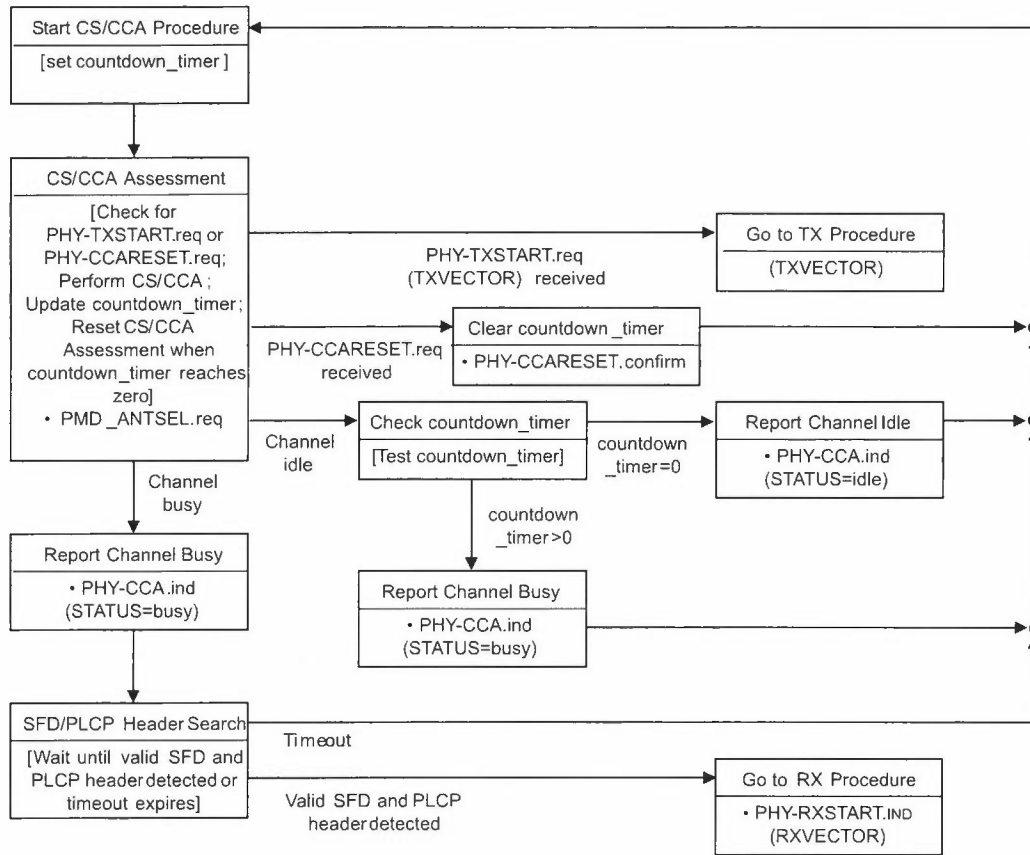 Start CS/CCA Procedure
[set countdown_timer ]
CS/CCA Assessment
[Check for
PHY-TXSTART.req or
PHY-CCARESET.req;
Perform CS/CCA ;
Update countdown_timer;
Reset CS/CCA
Assessment when
countdown_timer reaches
zero]
• PMD _ANTSEL.req
PHY-TXSTART.req
(TXVECTOR) received
Go to TX Procedure
(TXVECTOR)
PHY-CCARESET.req
received
Clear countdown _timer
• PHY-CCARESET.confirm
Channel
idle
Check countdown_timer
[Test countdown_timer]
countdown
_timer=0
Report Channel Idle
• PHY-CCA.ind
(STATUS=idle)
Channel
busy
countdown
_timer>0
Report Channel Busy
• PHY-CCA.ind
(STATUS=busy)
Report Channel Busy
• PHY-CCA.ind
(STATUS=busy)
SFD/PLCP Header Search
[Wait until valid SFD and
PLCP header detected or
timeout expires]
Timeout
Valid SFD and PLCP
header detected
Go to RX Procedure
• PHY-RXSTART.IND
(RXVECTOR)